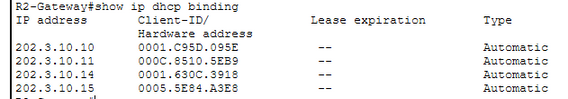 R2-Gateway#show ip dhcp binding
IP address       Client-ID/              Lease expiration        Type
                 Hardware address
202.3.10.10      0001.C95D.095E           --                     Automatic
202.3.10.11      000C.8510.5EB9           --                     Automatic
202.3.10.14      0001.630C.3918           --                     Automatic
202.3.10.15      0005.5E84.A3E8           --                     Automatic